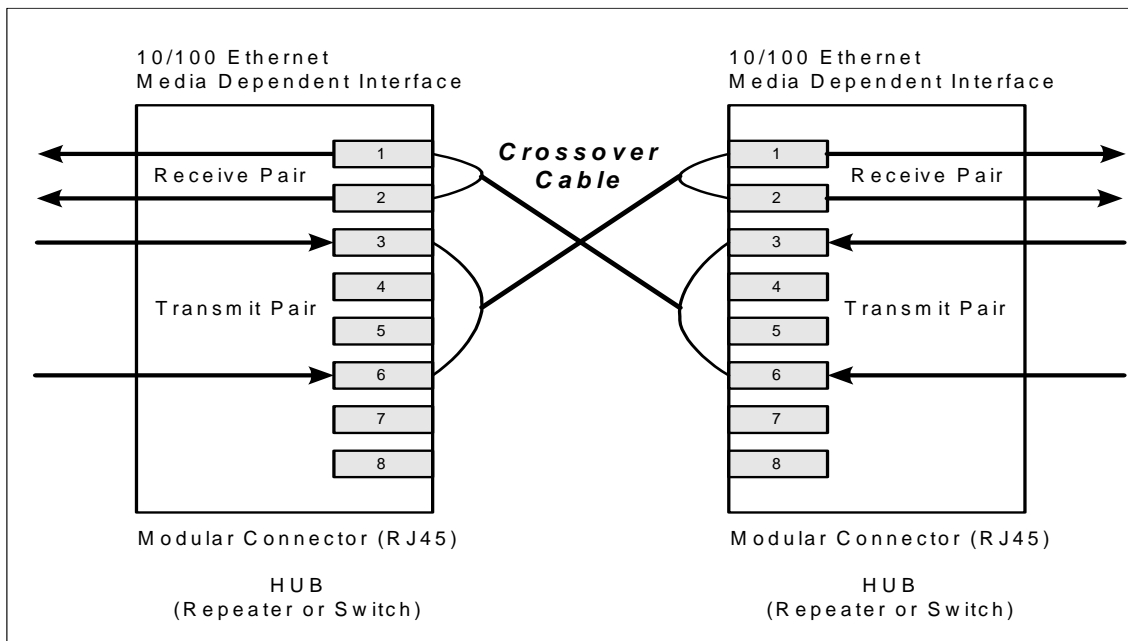 10/100 Ethernet
Media Dependent Interface
1
Receive Pair
2
3
4
Transmit Pair
5
6
7
8
Modular Connector (RJ45)
HUB
(Repeater or Switch)
Crossover
Cable
10/100 Ethernet
Media Dependent Interface
1
Receive Pair
2
3
4
Transmit Pair
5
6
7
8
Modular Connector (RJ45)
HUB
(Repeater or Switch)